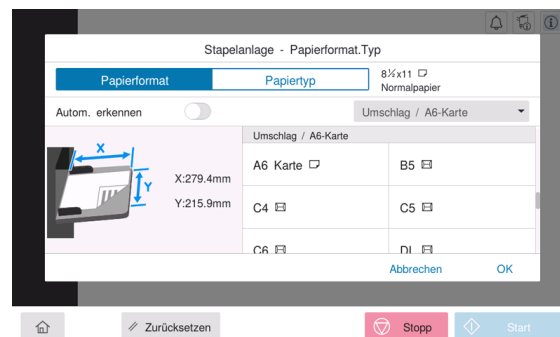 Stapelanlage - Papierformat.Typ
Papierformat
Papiertyp
8½x11
Normalpapier
Autom. erkennen
Umschlag / A6-Karte
Umschlag / A6-Karte
X
Y
X:279.4mm
Y:215.9mm
A6 Karte
B5
C4
C5
C6
DL
Abbrechen
OK
Zurücksetzen
Stopp
Start